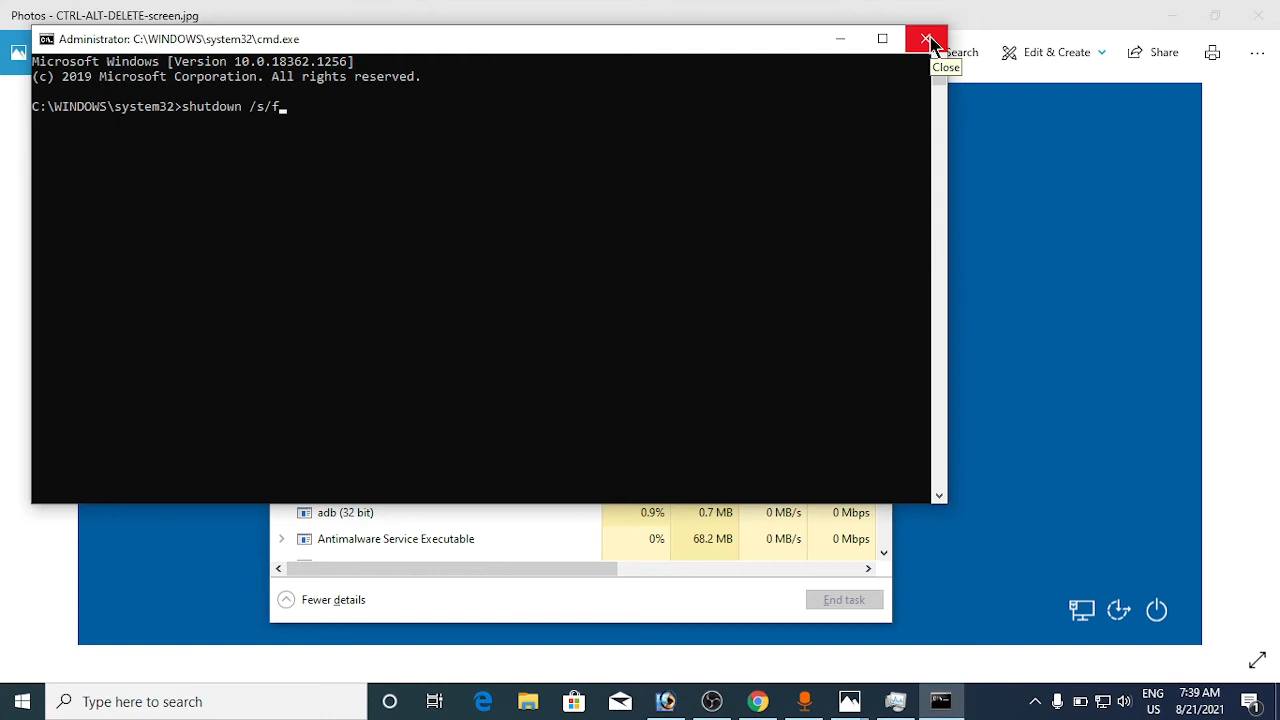 Photos - CTRL-ALT-DELETE-screen.jpg
Administrator: C:\WINDOWS\system32\cmd.exe
Search
Edit & Create
Share
Close
Microsoft Windows [Version 10.0.18362.1256]
(c) 2019 Microsoft Corporation. All rights reserved.
C:\WINDOWS\system32>shutdown /s/f
adb (32 bit) 0.9% 0.7 MB 0 MB/s 0 Mbps
Antimalware Service Executable 0% 68.2 MB 0 MB/s 0 Mbps
Fewer details
End task
Type here to search
ENG
US
7:39 AM
8/21/2021
1